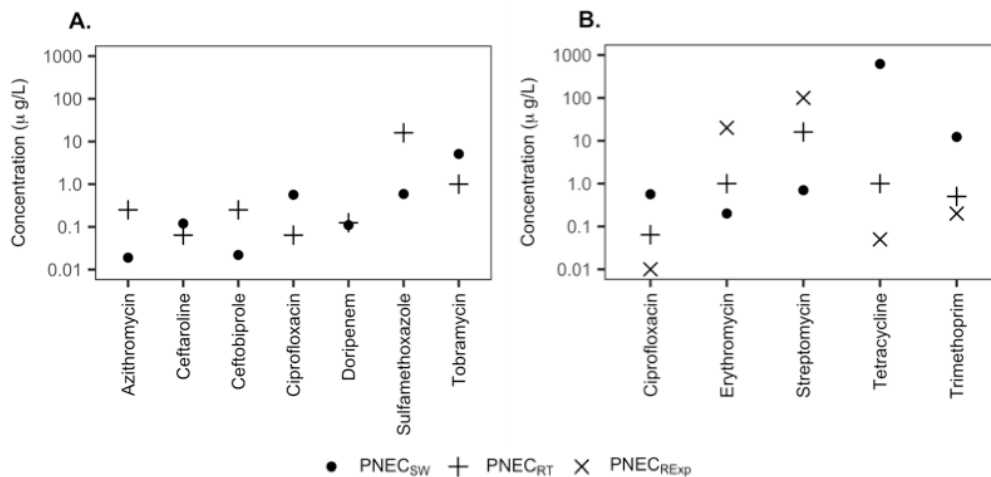 A.
Concentration (μ g/L)
1000
100
10
1.0
0.1
0.01
Azithromycin
Ceftaroline
Ceftobiprole
Ciprofloxacin
Doripenem
Sulfamethoxazole
Tobramycin
B.
Concentration (μ g/L)
1000
100
10
1.0
0.1
0.01
Ciprofloxacin
Erythromycin
Streptomycin
Tetracycline
Trimethoprim
PNECSW PNECRT PNECRExp